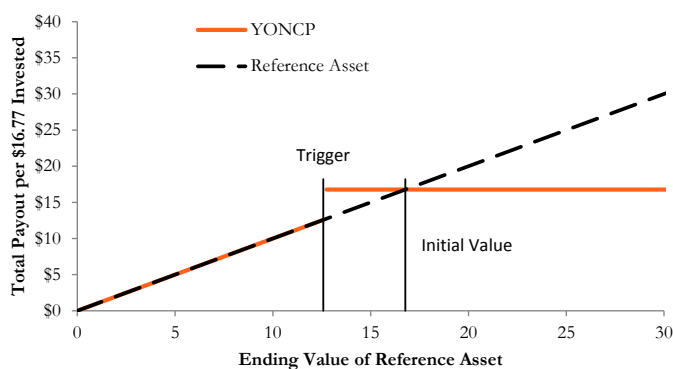 Total Payout per $16.77 Invested
$40
$35
$30
$25
$20
$15
$10
$5
$0
YONCP
Reference Asset
Trigger
Initial Value
0 5 10 15 20 25 30
Ending Value of Reference Asset